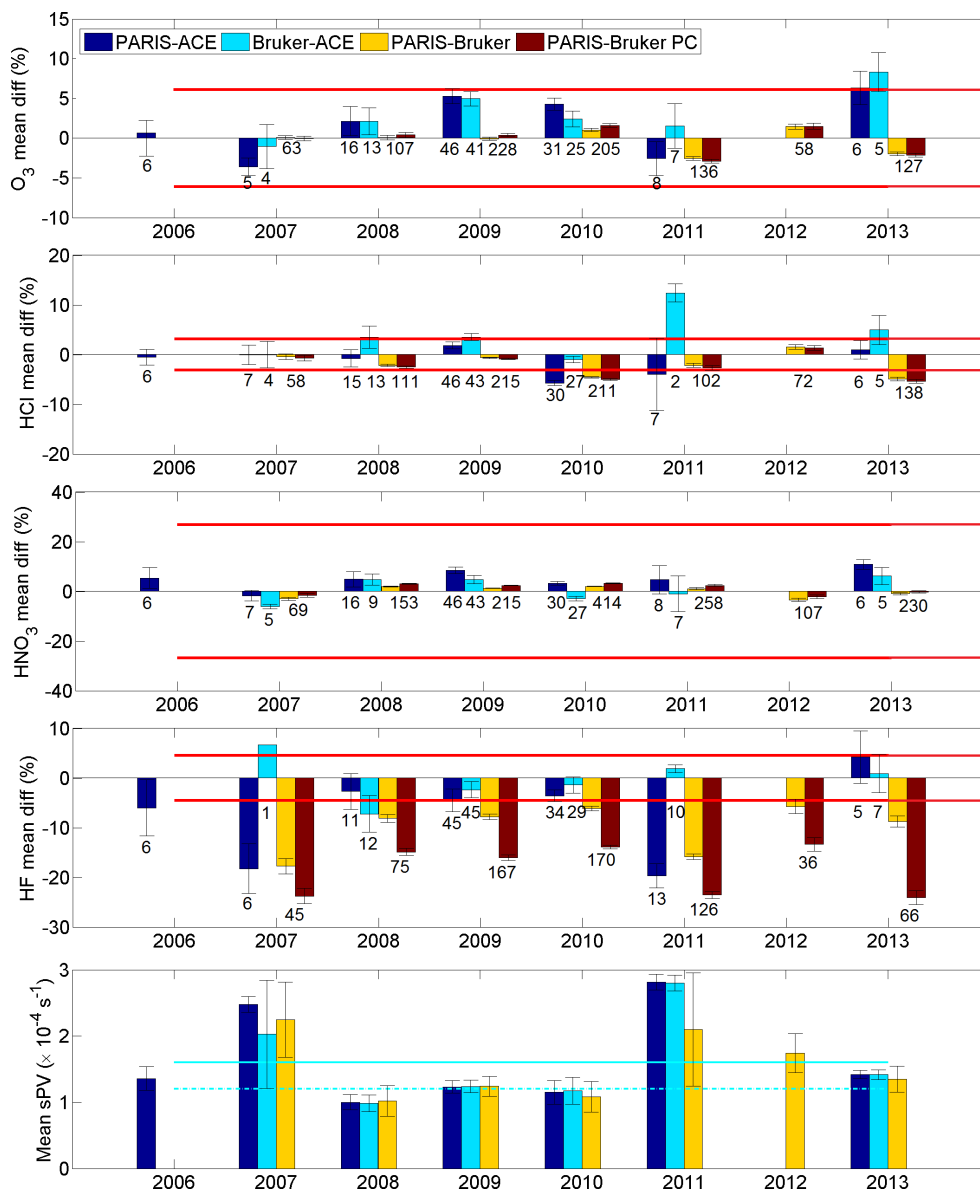 PARIS-ACE Bruker-ACE PARIS-Bruker PARIS-Bruker PC
O3 mean diff (%)
15
10
5
0
-5
-10
6 5 4 63 16 13 107 46 41 228 31 25 205 8 7 136 58 6 5 127
2006 2007 2008 2009 2010 2011 2012 2013
HCl mean diff (%)
20
10
0
-10
-20
6 7 4 58 15 13 111 46 43 215 30 27 211 7 2 102 72 6 5 138
2006 2007 2008 2009 2010 2011 2012 2013
HNO3 mean diff (%)
40
20
0
-20
-40
6 7 5 69 16 9 153 46 43 215 30 27 414 8 7 258 107 6 5 230
2006 2007 2008 2009 2010 2011 2012 2013
HF mean diff (%)
10
0
-10
-20
-30
6 6 1 45 11 12 75 45 45 167 34 29 170 13 10 126 36 5 7 66
2006 2007 2008 2009 2010 2011 2012 2013
Mean sPV (× 10-4 s-1)
3
2
1
0
2006 2007 2008 2009 2010 2011 2012 2013